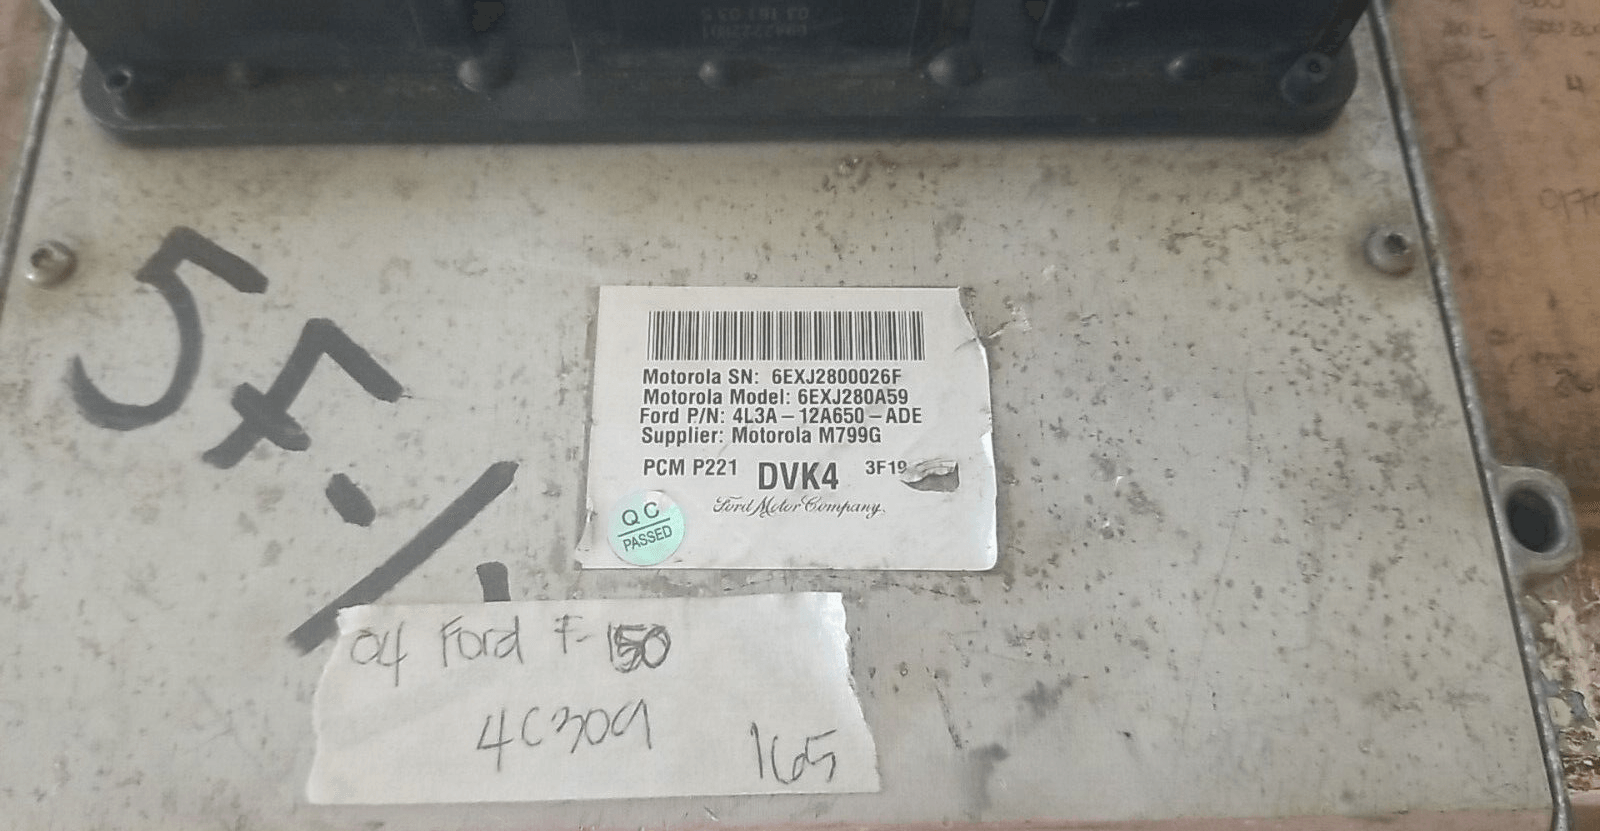 Motorola SN: 6EXJ2800026F
Motorola Model: 6EXJ280A59
Ford P/N: 4L3A-12A650-ADE
Supplier: Motorola M799G
PCM P221 DVK4 3F19
Ford Motor Company,
QC
PASSED
04 Ford F-150
4C309
165